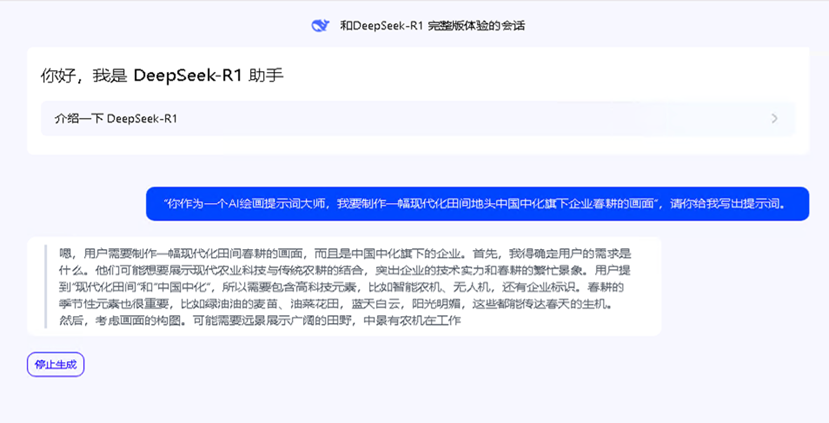 和DeepSeek-R1 完整版体验的会话
你好，我是 DeepSeek-R1 助手
介绍一下 DeepSeek-R1
"你作为一个AI绘画提示词大师，我要制作一幅现代化田间地头中国中化旗下企业春耕的画面"，请你给我写出提示词。
嗯，用户需要制作一幅现代化田间春耕的画面，而且是中国中化旗下的企业。首先，我得确定用户的需求是
什么。他们可能想要展示现代农业科技与传统农耕的结合，突出企业的技术实力和春耕的繁忙景象。用户提
到"现代化田间"和"中国中化"，所以需要包含高科技元素，比如智能农机、无人机，还有企业标识。春耕的
季节性元素也很重要，比如绿油油的麦苗、油菜花田，蓝天白云，阳光明媚，这些都能传达春天的生机。
然后，考虑画面的构图。可能需要远景展示广阔的田野，中景有农机在工作
停止生成